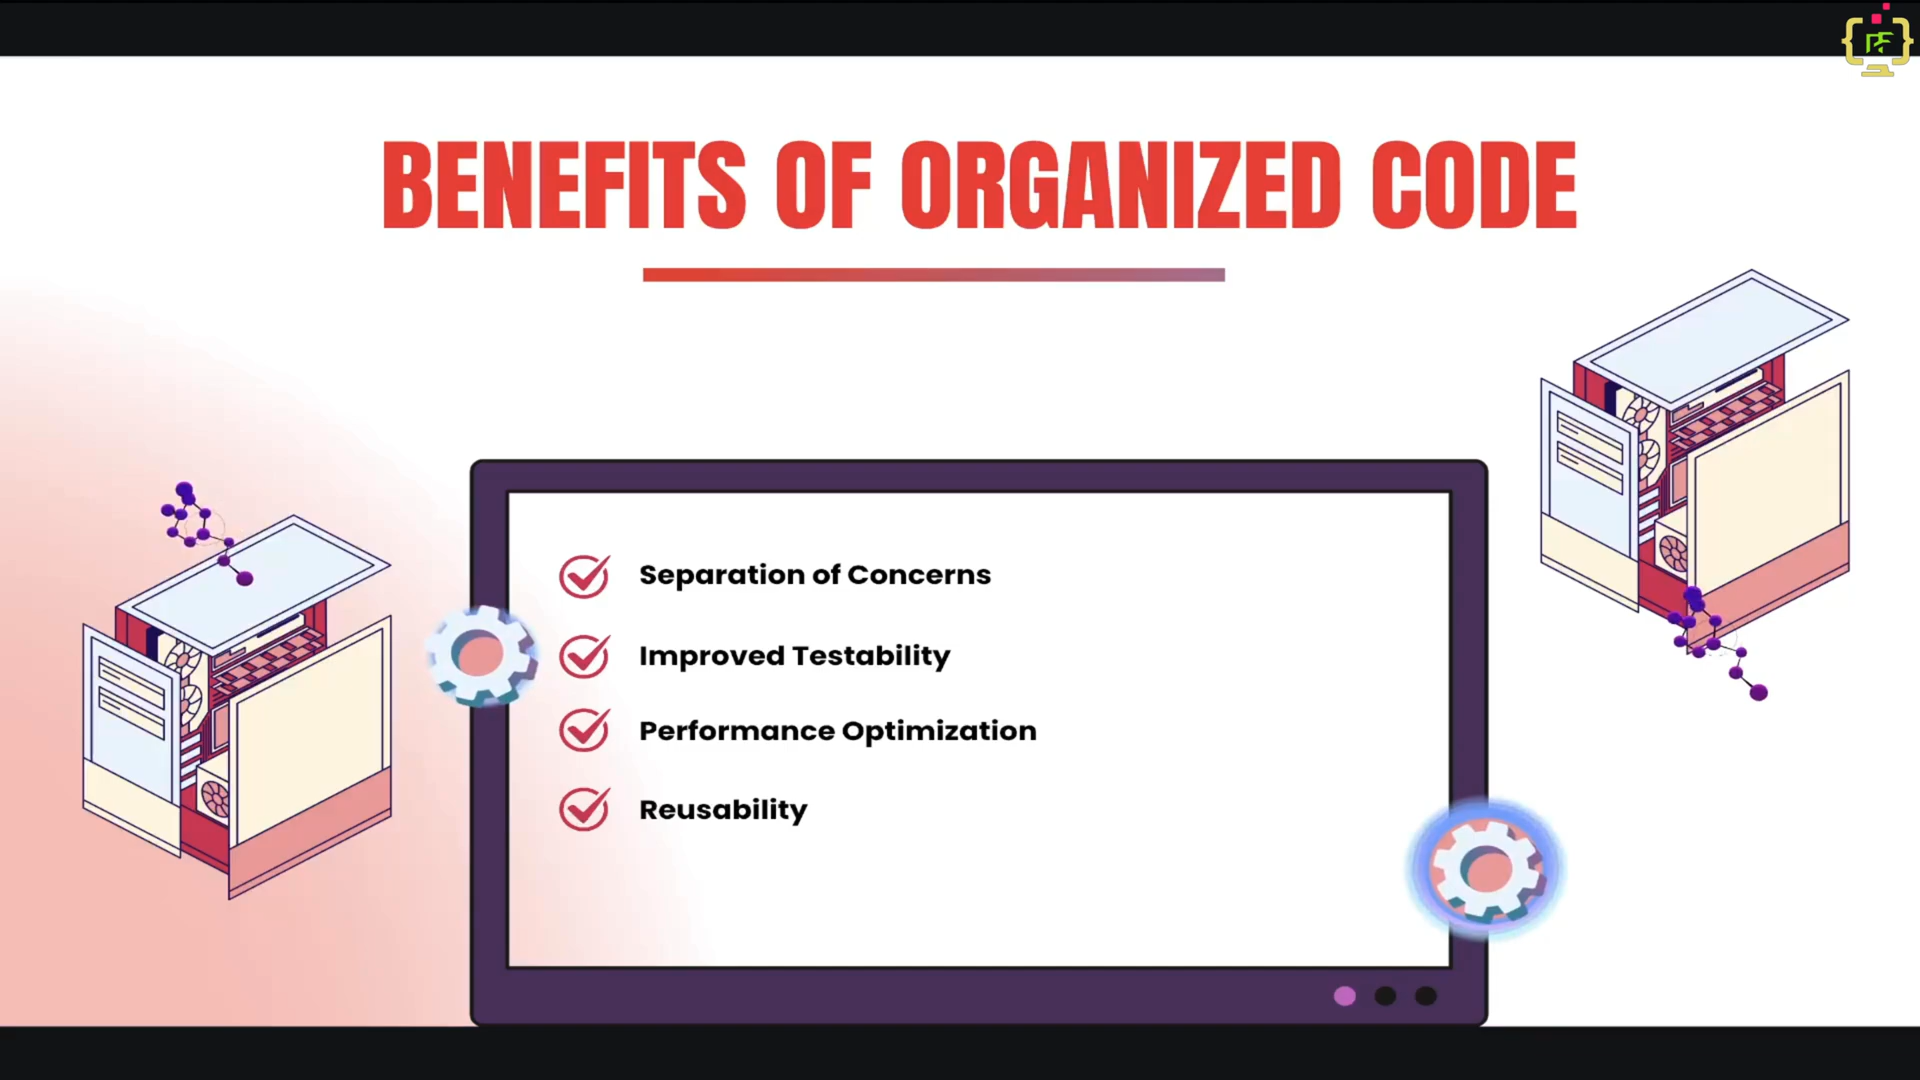 BENEFITS OF ORGANIZED CODE
Separation of Concerns
Improved Testability
Performance Optimization
Reusability